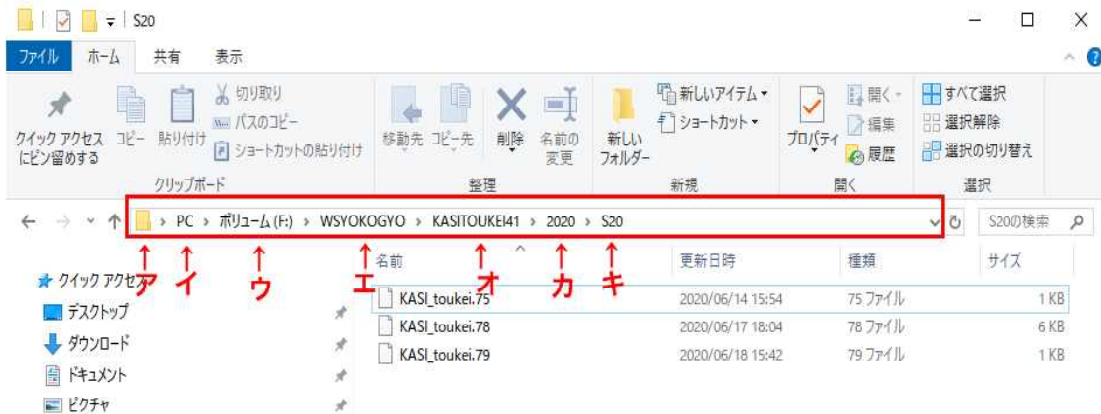 S20
ファイル ホーム 共有 表示
クイック アクセス
にピン留めする
コピー
貼り付け
切り取り
パスのコピー
ショートカットの貼り付け
クリップボード
移動先
コピー先
削除
名前の
変更
整理
新しい
フォルダー
新しいアイテム
ショートカット
新規
プロパティ
開く
編集
履歴
開く
すべて選択
選択解除
選択の切り替え
選択
PC › ボリューム (F:) › WSYOKOGYO › KASITOUKEI41 › 2020 › S20
S20の検索
ア イ ウ エ オ カ キ
名前 更新日時 種類 サイズ
KASI_toukei.75 2020/06/14 15:54 75 ファイル 1 KB
KASI_toukei.78 2020/06/17 18:04 78 ファイル 6 KB
KASI_toukei.79 2020/06/18 15:42 79 ファイル 1 KB
クイック アクセス
デスクトップ
ダウンロード
ドキュメント
ピクチャ